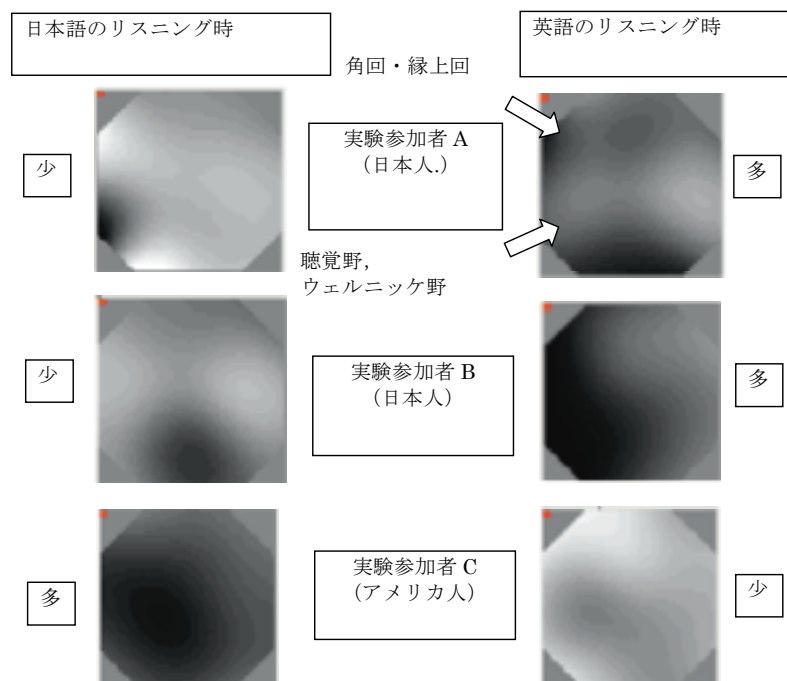 日本語のリスニング時
英語のリスニング時
角回・縁上回
少
実験参加者 A
（日本人.）
多
聴覚野,
ウェルニッケ野
少
実験参加者 B
（日本人）
多
多
実験参加者 C
（アメリカ人）
少